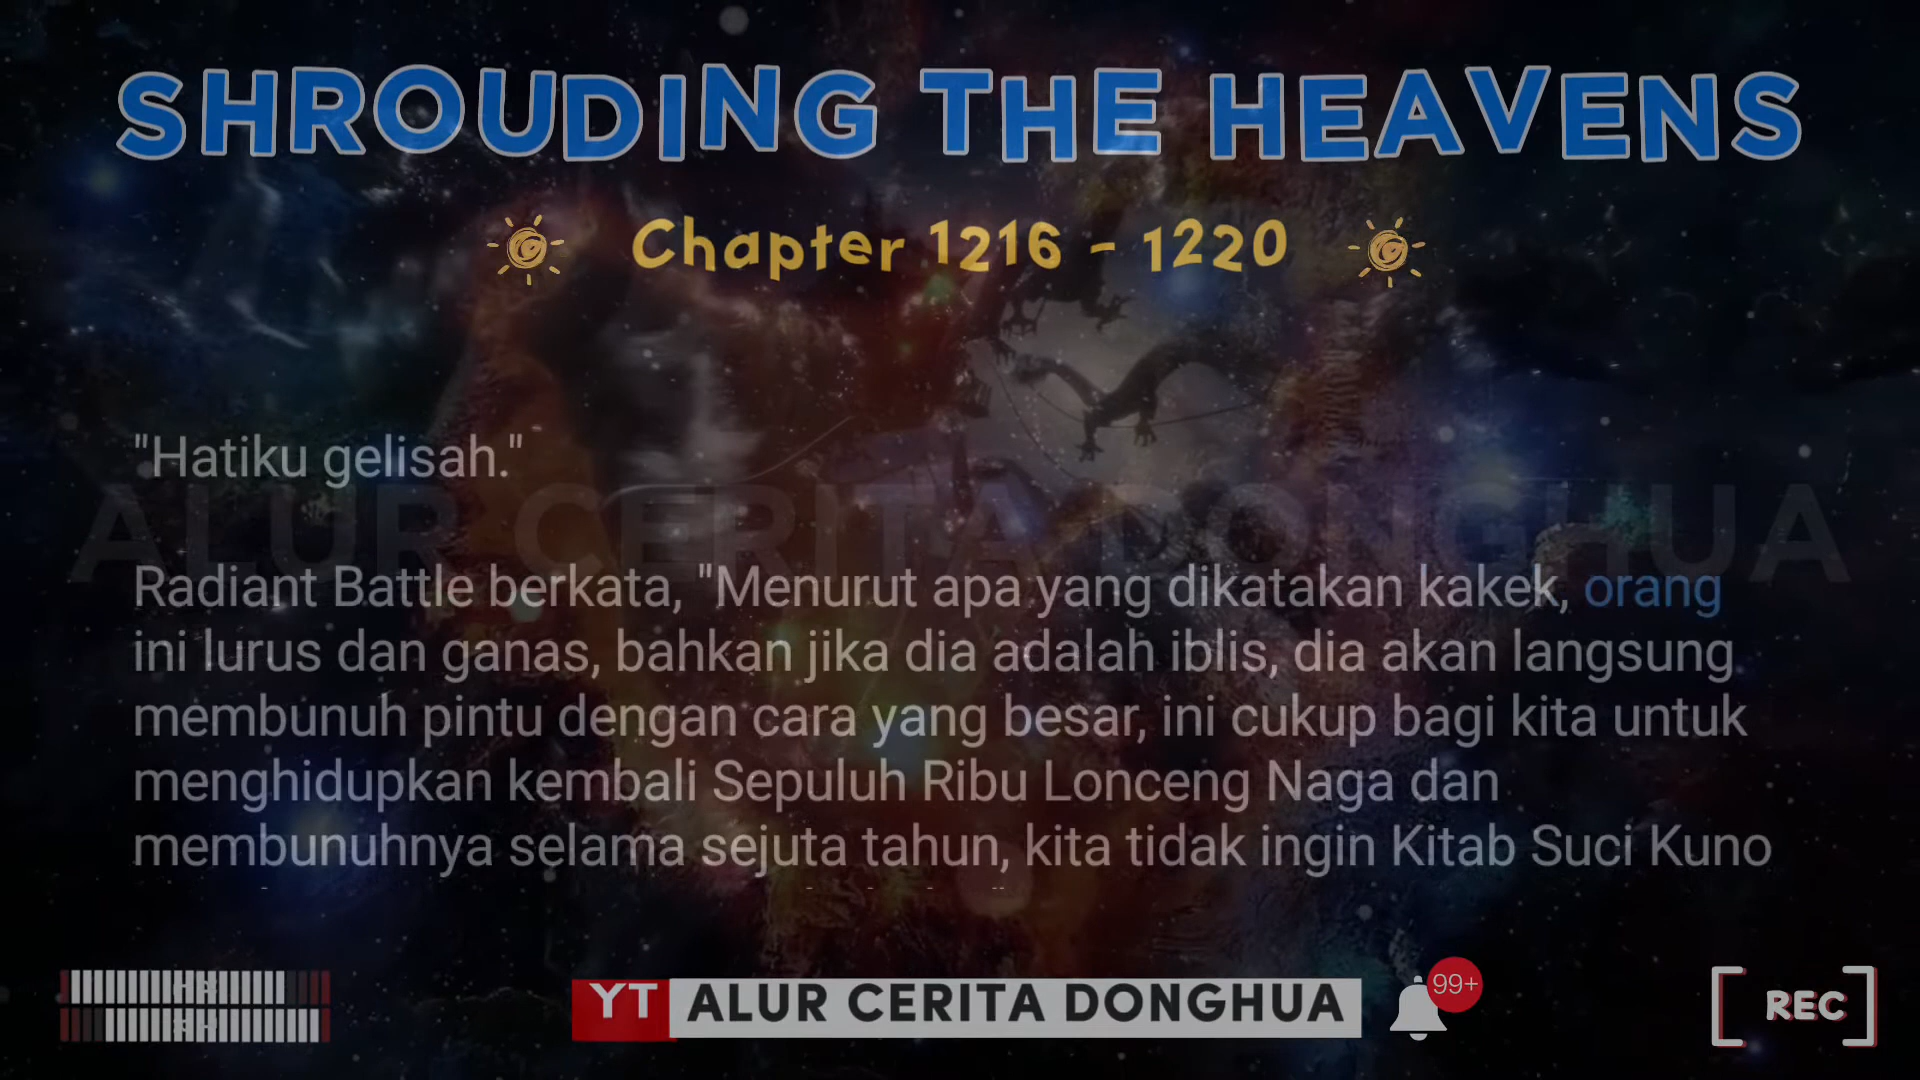 SHROUDING THE HEAVENS
Chapter 1216 - 1220
"Hatiku gelisah."
ALUR CERITA DONGHUA
Radiant Battle berkata, "Menurut apa yang dikatakan kakek, orang
ini lurus dan ganas, bahkan jika dia adalah iblis, dia akan langsung
membunuh pintu dengan cara yang besar, ini cukup bagi kita untuk
menghidupkan kembali Sepuluh Ribu Lonceng Naga dan
membunuhnya selama sejuta tahun, kita tidak ingin Kitab Suci Kuno
YT ALUR CERITA DONGHUA
99+
REC